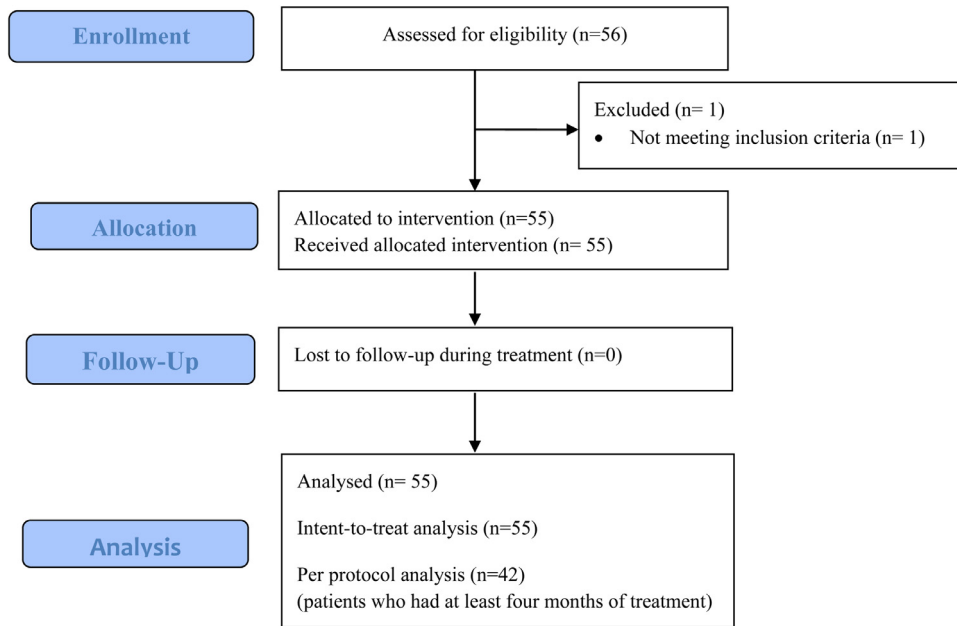 Enrollment
Assessed for eligibility (n=56)
Excluded (n= 1)
• Not meeting inclusion criteria (n= 1)
Allocation
Allocated to intervention (n=55)
Received allocated intervention (n= 55)
Follow-Up
Lost to follow-up during treatment (n=0)
Analysis
Analysed (n= 55)
Intent-to-treat analysis (n=55)
Per protocol analysis (n=42)
(patients who had at least four months of treatment)